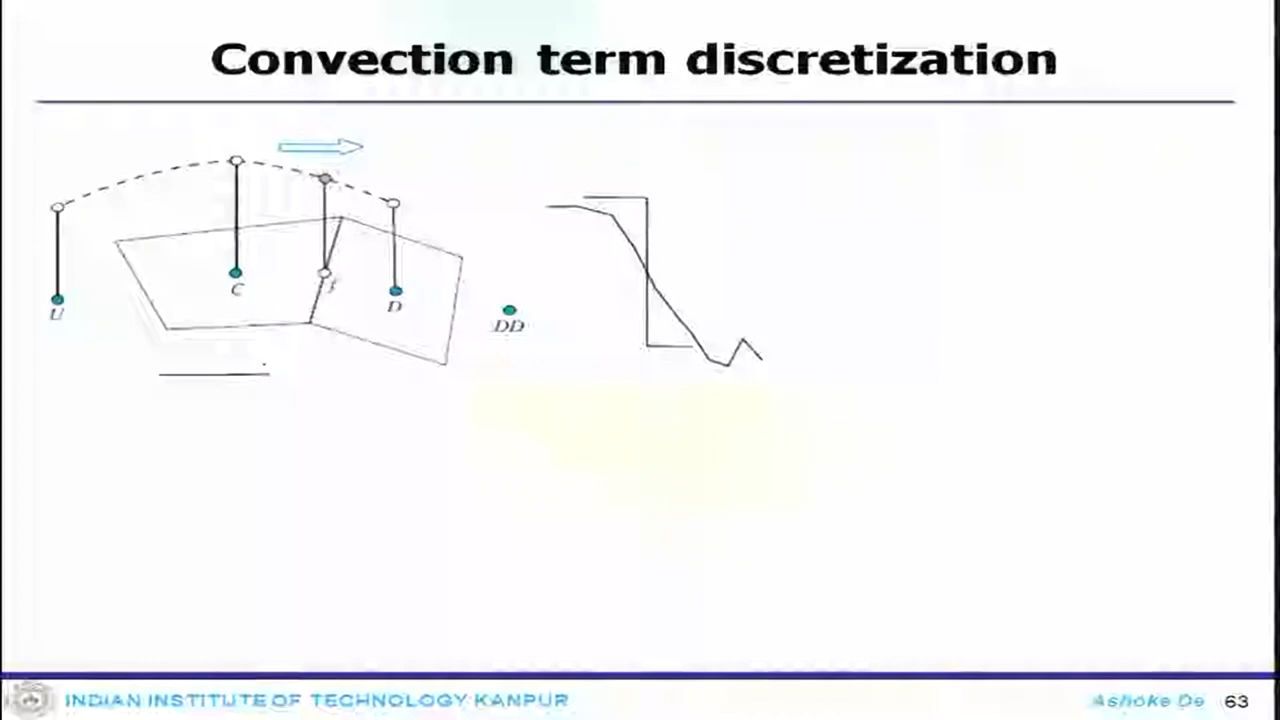 Convection term discretization
U
C
f
D
DD
INDIAN INSTITUTE OF TECHNOLOGY KANPUR
Ashoke De 63